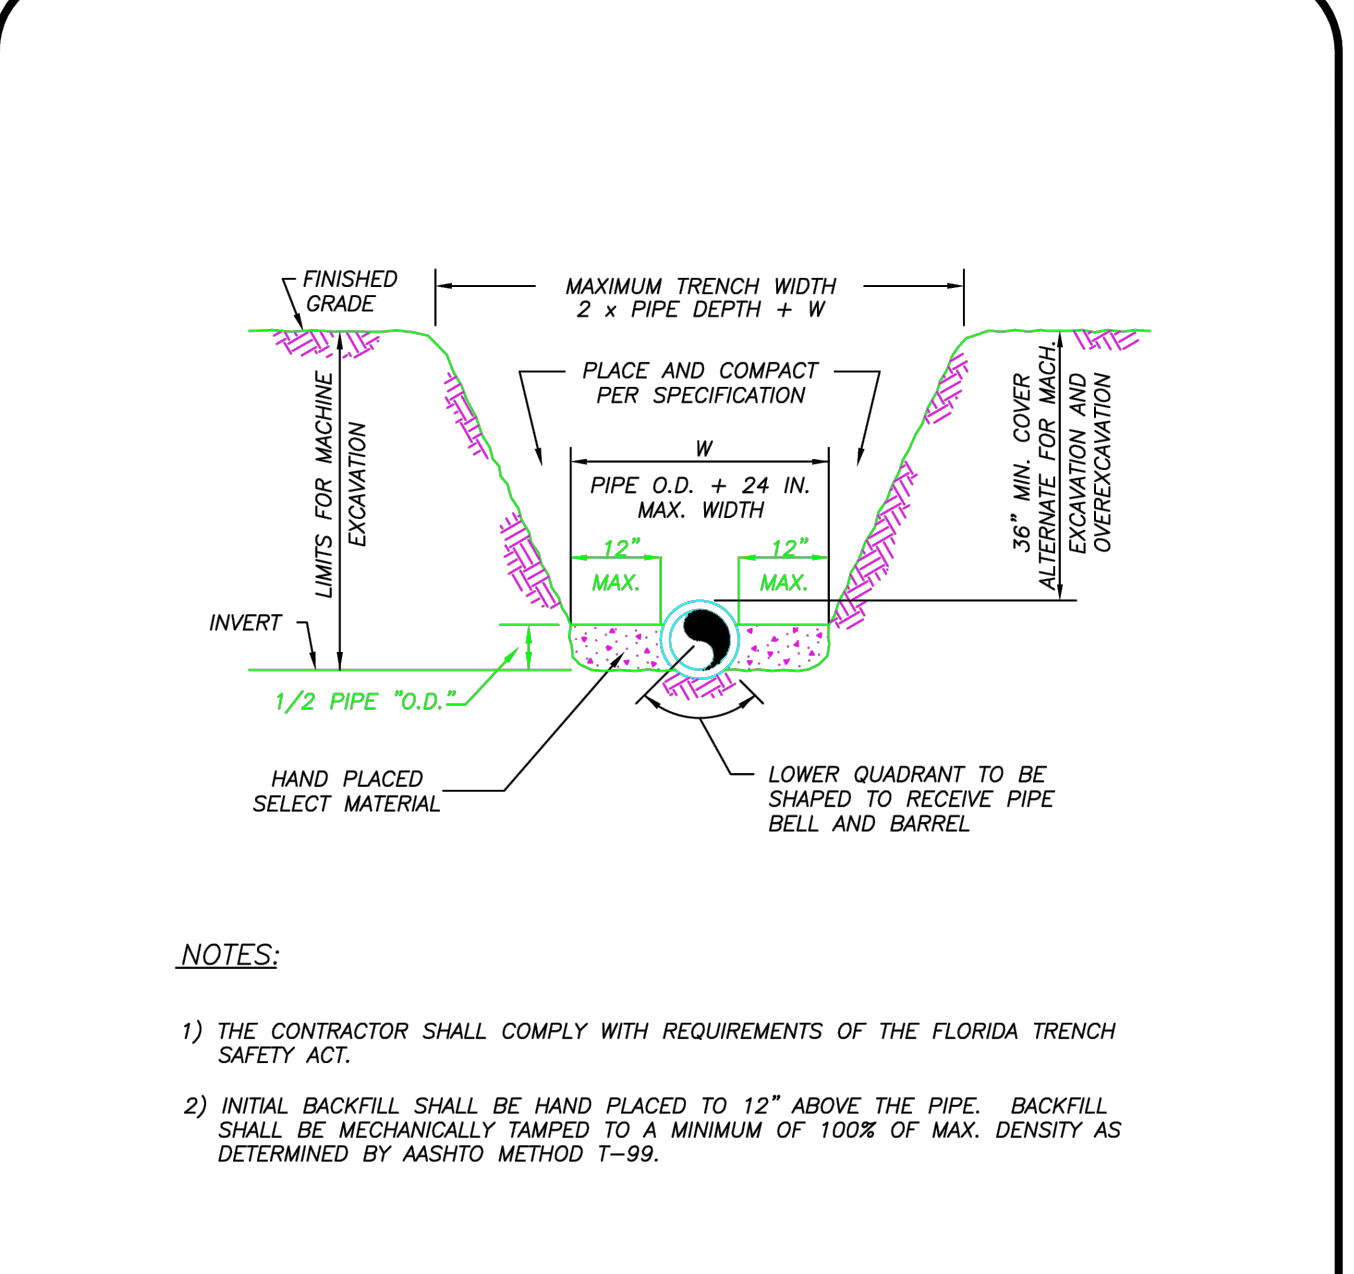 FINISHED
GRADE
MAXIMUM TRENCH WIDTH
2 x PIPE DEPTH + W
PLACE AND COMPACT
PER SPECIFICATION
LIMITS FOR MACHINE
EXCAVATION
W
PIPE O.D. + 24 IN.
MAX. WIDTH
36" MIN. COVER
ALTERNATE FOR MACH.
EXCAVATION AND
OVEREXCAVATION
12"
MAX.
12"
MAX.
INVERT
1/2 PIPE "O.D."
HAND PLACED
SELECT MATERIAL
LOWER QUADRANT TO BE
SHAPED TO RECEIVE PIPE
BELL AND BARREL
NOTES:
1) THE CONTRACTOR SHALL COMPLY WITH REQUIREMENTS OF THE FLORIDA TRENCH
SAFETY ACT.
2) INITIAL BACKFILL SHALL BE HAND PLACED TO 12" ABOVE THE PIPE. BACKFILL
SHALL BE MECHANICALLY TAMPED TO A MINIMUM OF 100% OF MAX. DENSITY AS
DETERMINED BY AASHTO METHOD T-99.